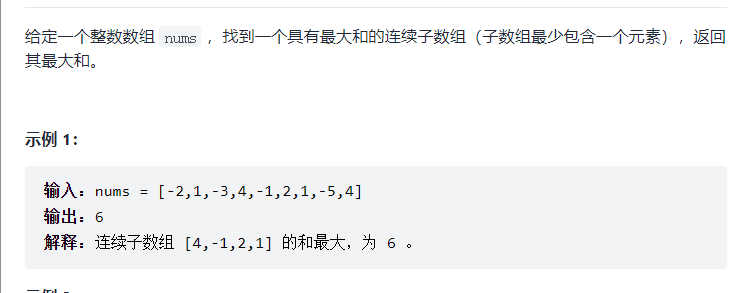 给定一个整数数组 nums ，找到一个具有最大和的连续子数组（子数组最少包含一个元素），返回
其最大和。
示例 1：
输入：nums = [-2,1,-3,4,-1,2,1,-5,4]
输出：6
解释：连续子数组 [4,-1,2,1] 的和最大，为 6 。